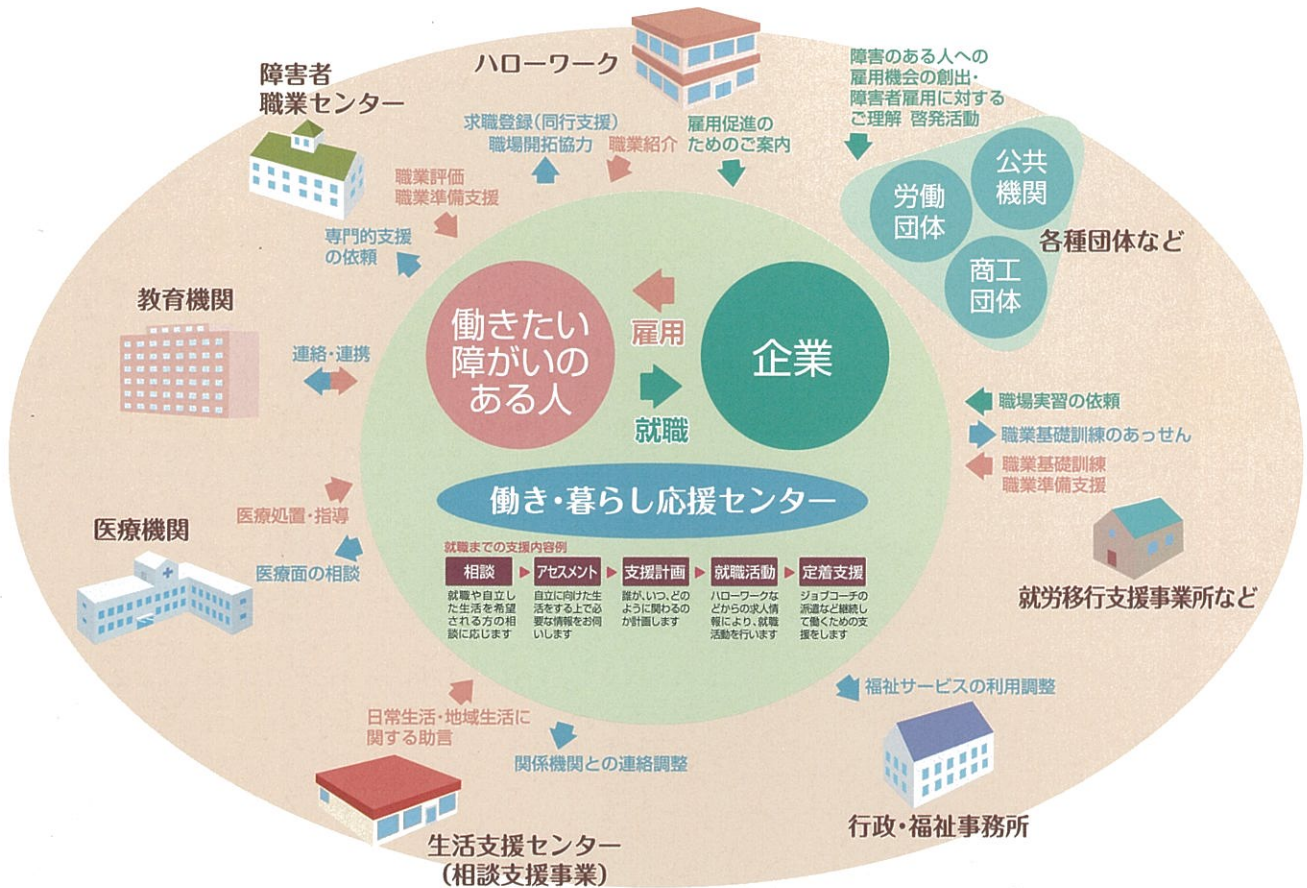 ハローワーク
障害者
職業センター
求職登録(同行支援)
職場開拓協力
職業紹介
雇用促進の
ためのご案内
障害のある人への
雇用機会の創出・
障害者雇用に対する
ご理解 啓発活動
労働
団体
公共
機関
商工
団体
各種団体など
職業評価
職業準備支援
専門的支援
の依頼
教育機関
連絡・連携
働きたい
障がいの
ある人
雇用
就職
企業
職場実習の依頼
職業基礎訓練のあっせん
職業基礎訓練
職業準備支援
就労移行支援事業所など
働き・暮らし応援センター
就職までの支援内容例
相談
就職や自立し
た生活を希望
される方の相
談に応じます
アセスメント
自立に向けた生
活をする上で必
要な情報をお伺
いします
支援計画
誰が、いつ、どの
ように関わるの
か計画します
就職活動
ハローワークな
どからの求人情
報により、就職
活動を行います
定着支援
ジョブコーチの
派遣など継続し
て働くための支
援をします
医療処置・指導
医療機関
医療面の相談
日常生活・地域生活に
関する助言
関係機関との連絡調整
生活支援センター
(相談支援事業)
福祉サービスの利用調整
行政・福祉事務所